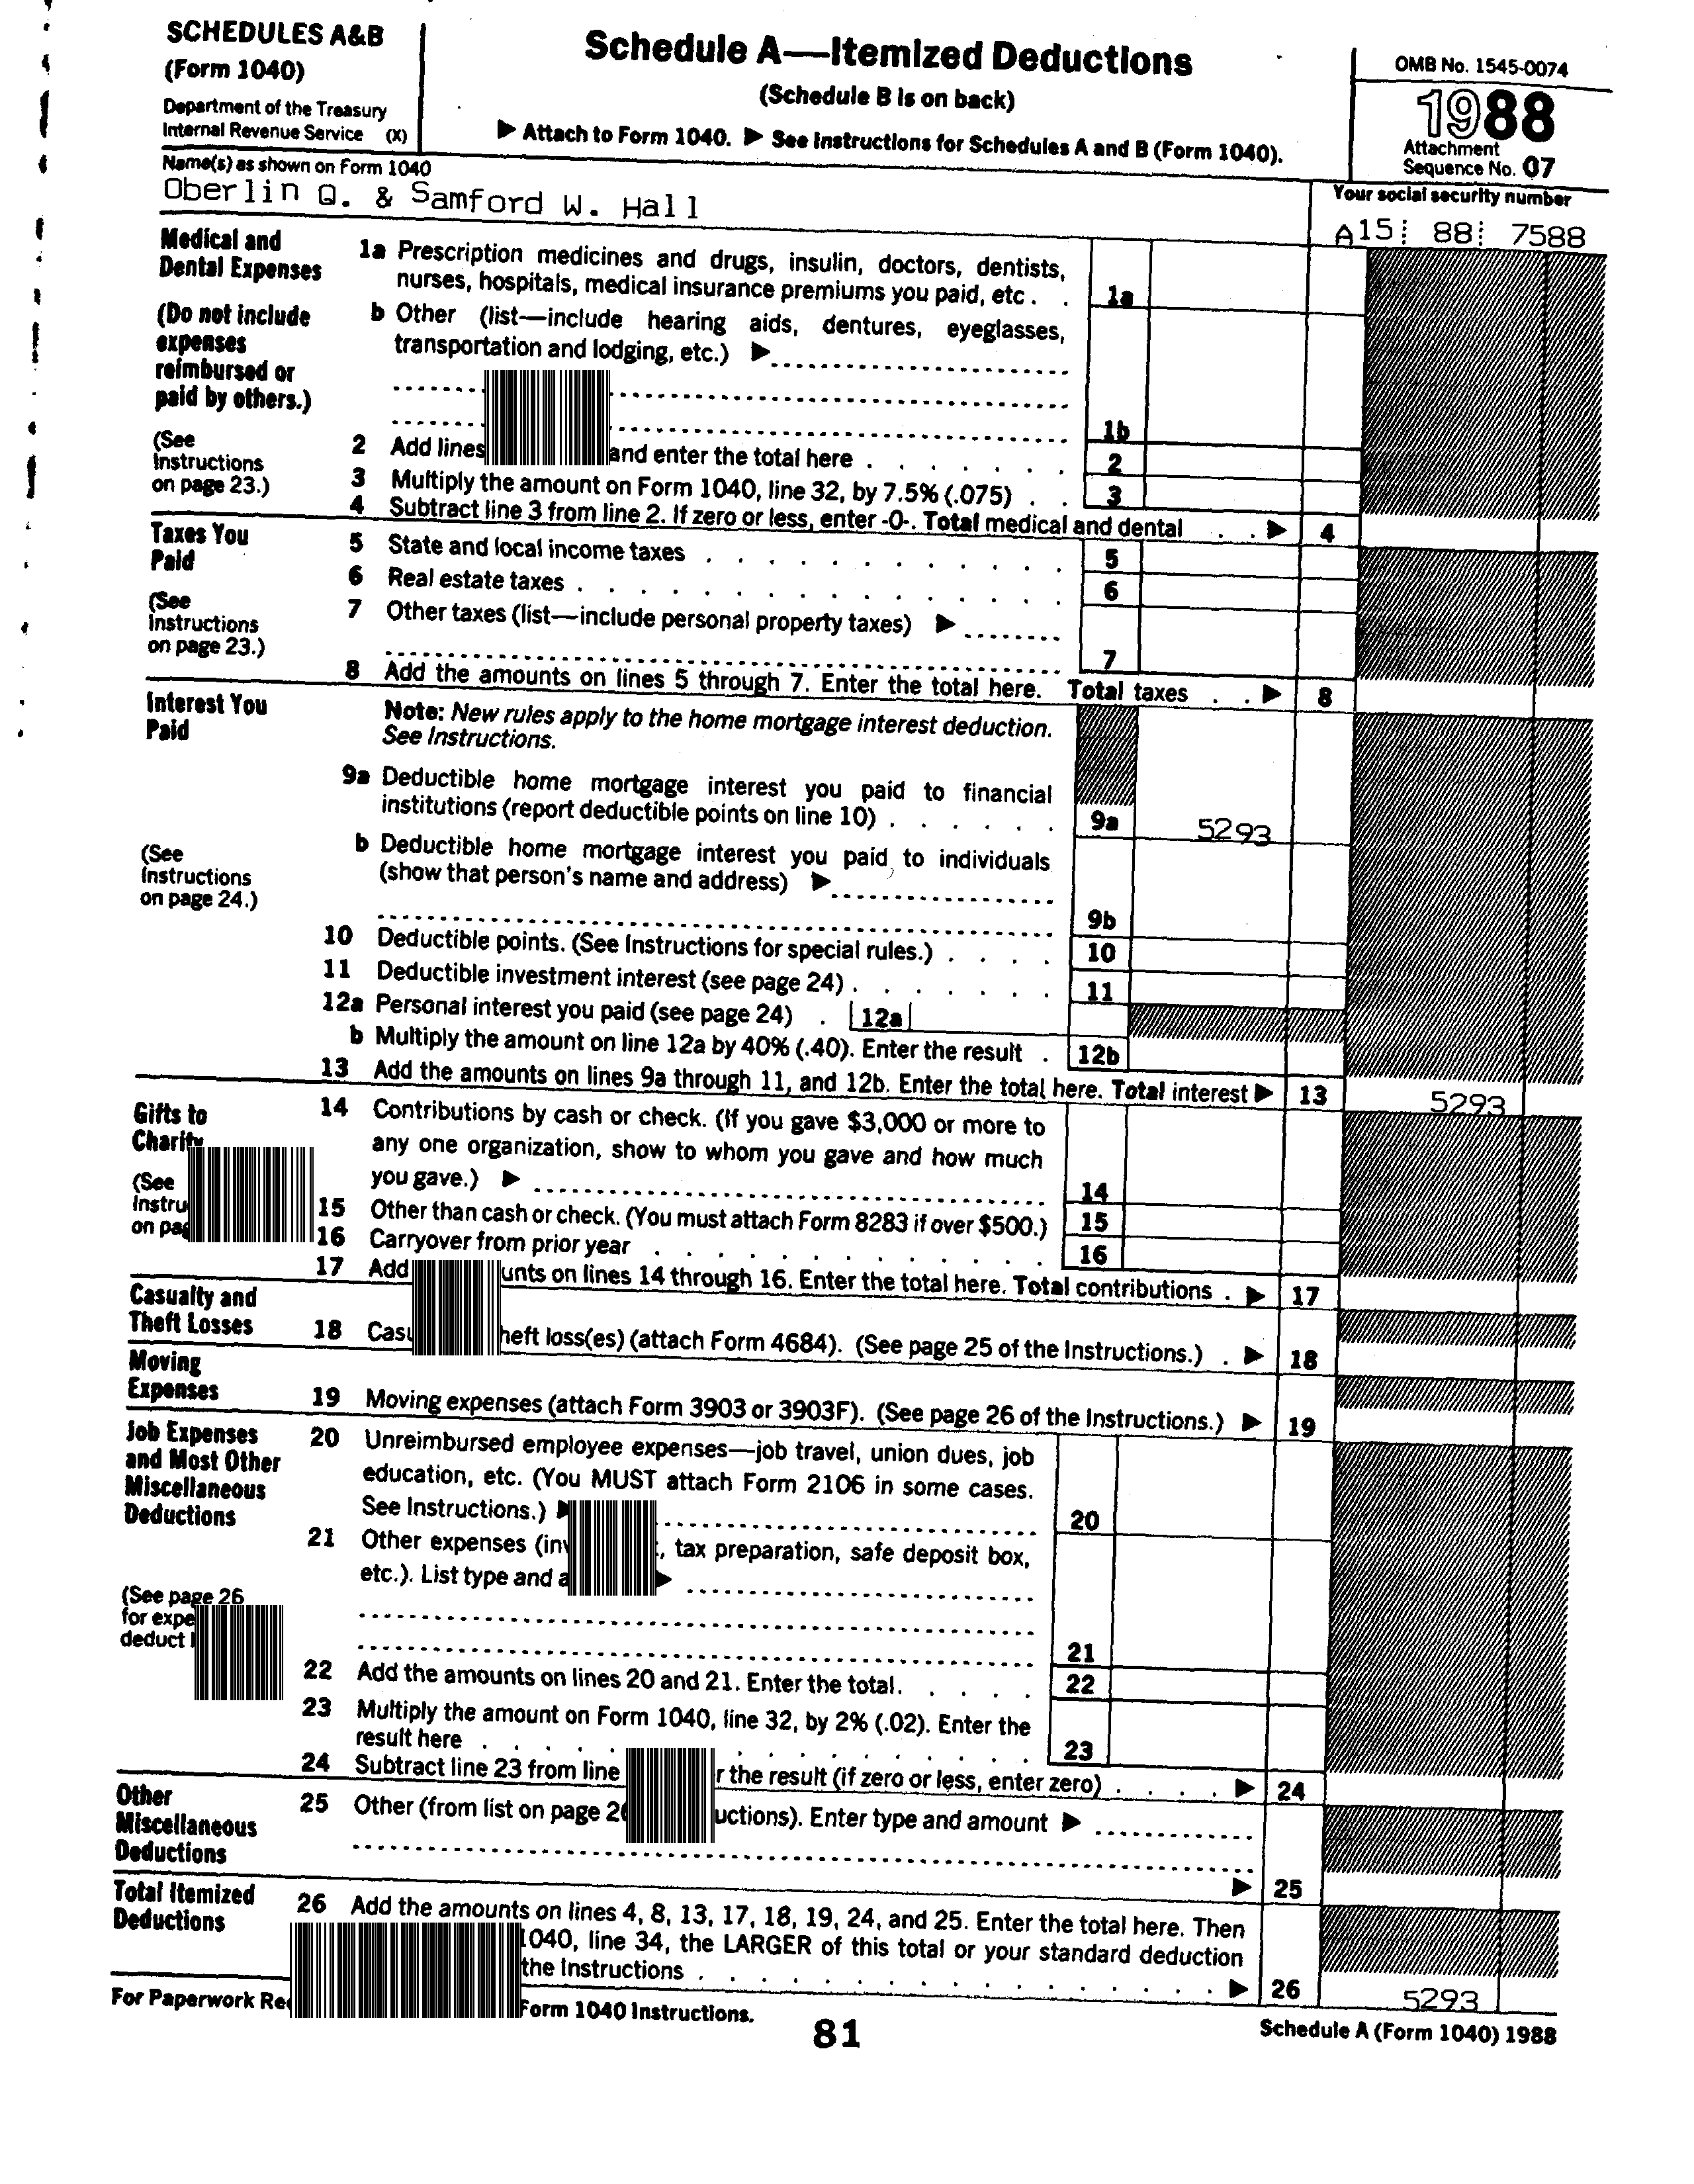 SCHEDULES A&B
(Form 1040)
Department of the Treasury
Internal Revenue Service (X)
Schedule A—Itemized Deductions
(Schedule B is on back)
▶ Attach to Form 1040. ▶ See Instructions for Schedules A and B (Form 1040).
OMB No. 1545-0074
1988
Attachment
Sequence No. 07
Name(s) as shown on Form 1040
Oberlin Q. & Samford W. Hall
Your social security number
A15 88 7588
Medical and
Dental Expenses
(Do not include
expenses
reimbursed or
paid by others.)
(See
Instructions
on page 23.)
1a Prescription medicines and drugs, insulin, doctors, dentists,
nurses, hospitals, medical insurance premiums you paid, etc . . 1a
b Other (list—include hearing aids, dentures, eyeglasses,
transportation and lodging, etc.) ▶
1b
2 Add lines and enter the total here . . . . . . . 2
3 Multiply the amount on Form 1040, line 32, by 7.5% (.075) . . 3
4 Subtract line 3 from line 2. If zero or less, enter -0-. Total medical and dental . . ▶ 4
Taxes You
Paid
(See
Instructions
on page 23.)
5 State and local income taxes . . . . . . . . . . . 5
6 Real estate taxes . . . . . . . . . . . . . . . 6
7 Other taxes (list—include personal property taxes) ▶
7
8 Add the amounts on lines 5 through 7. Enter the total here. Total taxes . . ▶ 8
Interest You
Paid
(See
Instructions
on page 24.)
Note: New rules apply to the home mortgage interest deduction.
See Instructions.
9a Deductible home mortgage interest you paid to financial
institutions (report deductible points on line 10) . . . . . . 9a 5293
b Deductible home mortgage interest you paid to individuals
(show that person's name and address) ▶
9b
10 Deductible points. (See Instructions for special rules.) . . . . 10
11 Deductible investment interest (see page 24) . . . . . . . 11
12a Personal interest you paid (see page 24) . 12a
b Multiply the amount on line 12a by 40% (.40). Enter the result . 12b
13 Add the amounts on lines 9a through 11, and 12b. Enter the total here. Total interest ▶ 13 5293
Gifts to
Charity
(See
on
14 Contributions by cash or check. (If you gave $3,000 or more to
any one organization, show to whom you gave and how much
you gave.) ▶
14
15 Other than cash or check. (You must attach Form 8283 if over $500.) 15
16 Carryover from prior year . . . . . . . . . . . . 16
17 Add on lines 14 through 16. Enter the total here. Total contributions . ▶ 17
Casualty and
Theft Losses
18 loss(es) (attach Form 4684). (See page 25 of the Instructions.) . ▶ 18
Moving
Expenses
19 Moving expenses (attach Form 3903 or 3903F). (See page 26 of the Instructions.) ▶ 19
Job Expenses
and Most Other
Miscellaneous
Deductions
(See page 26
for
deduct
20 Unreimbursed employee expenses—job travel, union dues, job
education, etc. (You MUST attach Form 2106 in some cases.
See Instructions.) ▶
20
21 Other expenses , tax preparation, safe deposit box,
etc.). List type and ▶
21
22 Add the amounts on lines 20 and 21. Enter the total. . . . . 22
23 Multiply the amount on Form 1040, line 32, by 2% (.02). Enter the
result here . . . . . . . . . . . . . . . 23
24 Subtract line 23 from line the result (if zero or less, enter zero) . . . . ▶ 24
Other
Miscellaneous
Deductions
25 Other (from list on page . Enter type and amount ▶
▶ 25
Total Itemized
Deductions
26 Add the amounts on lines 4, 8, 13, 17, 18, 19, 24, and 25. Enter the total here. Then
1040, line 34, the LARGER of this total or your standard deduction
the Instructions . . . . . . . . . . . . . . . . ▶ 26 5293
For Paperwork Form 1040 Instructions.
81
Schedule A (Form 1040) 1988